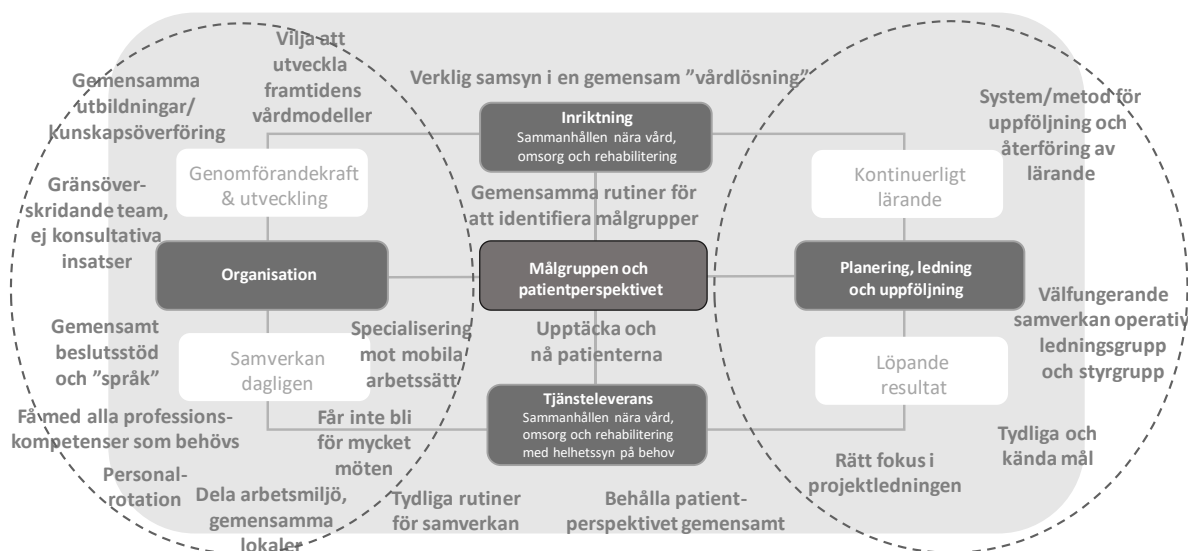 Vilja att
utveckla
framtidens
vårdmodeller
Gemensamma
utbildningar/
kunskapsöverföring
Verklig samsyn i en gemensam ”vårdlösning”
Inriktning
Sammanhållen nära vård,
omsorg och rehabilitering
System/metod för
uppföljning och
återföring av
lärande
Genomförandekraft
& utveckling
Kontinuerligt
lärande
Gränsöver-
skridande team,
ej konsultativa
insatser
Gemensamma rutiner för
att identifiera målgrupper
Organisation
Målgruppen och
patientperspektivet
Planering, ledning
och uppföljning
Välfungerande
samverkan operativ
ledningsgrupp
och styrgrupp
Gemensamt
beslutsstöd
och ”språk”
Samverkan
dagligen
Specialisering
mot mobila
arbetssätt
Upptäcka och
nå patienterna
Löpande
resultat
Tjänsteleverans
Sammanhållen nära vård,
omsorg och rehabilitering
med helhetssyn på behov
Få med alla professions-
kompetenser som behövs
Får inte bli
för mycket
möten
Tydliga och
kända mål
Rätt fokus i
projektledningen
Personal-
rotation
Dela arbetsmiljö,
gemensamma
lokaler
Tydliga rutiner
för samverkan
Behålla patient-
perspektivet gemensamt